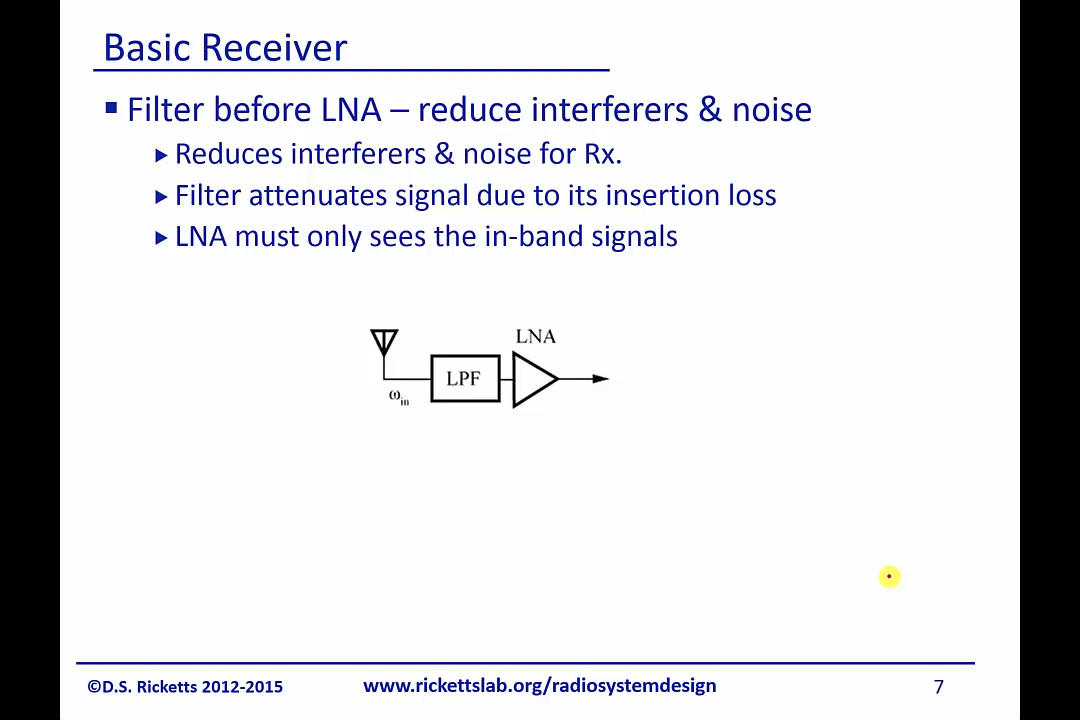 Basic Receiver
▪ Filter before LNA – reduce interferers & noise
▸ Reduces interferers & noise for Rx.
▸ Filter attenuates signal due to its insertion loss
▸ LNA must only sees the in-band signals
LNA
LPF
ωin
©D.S. Ricketts 2012-2015
www.rickettslab.org/radiosystemdesign
7